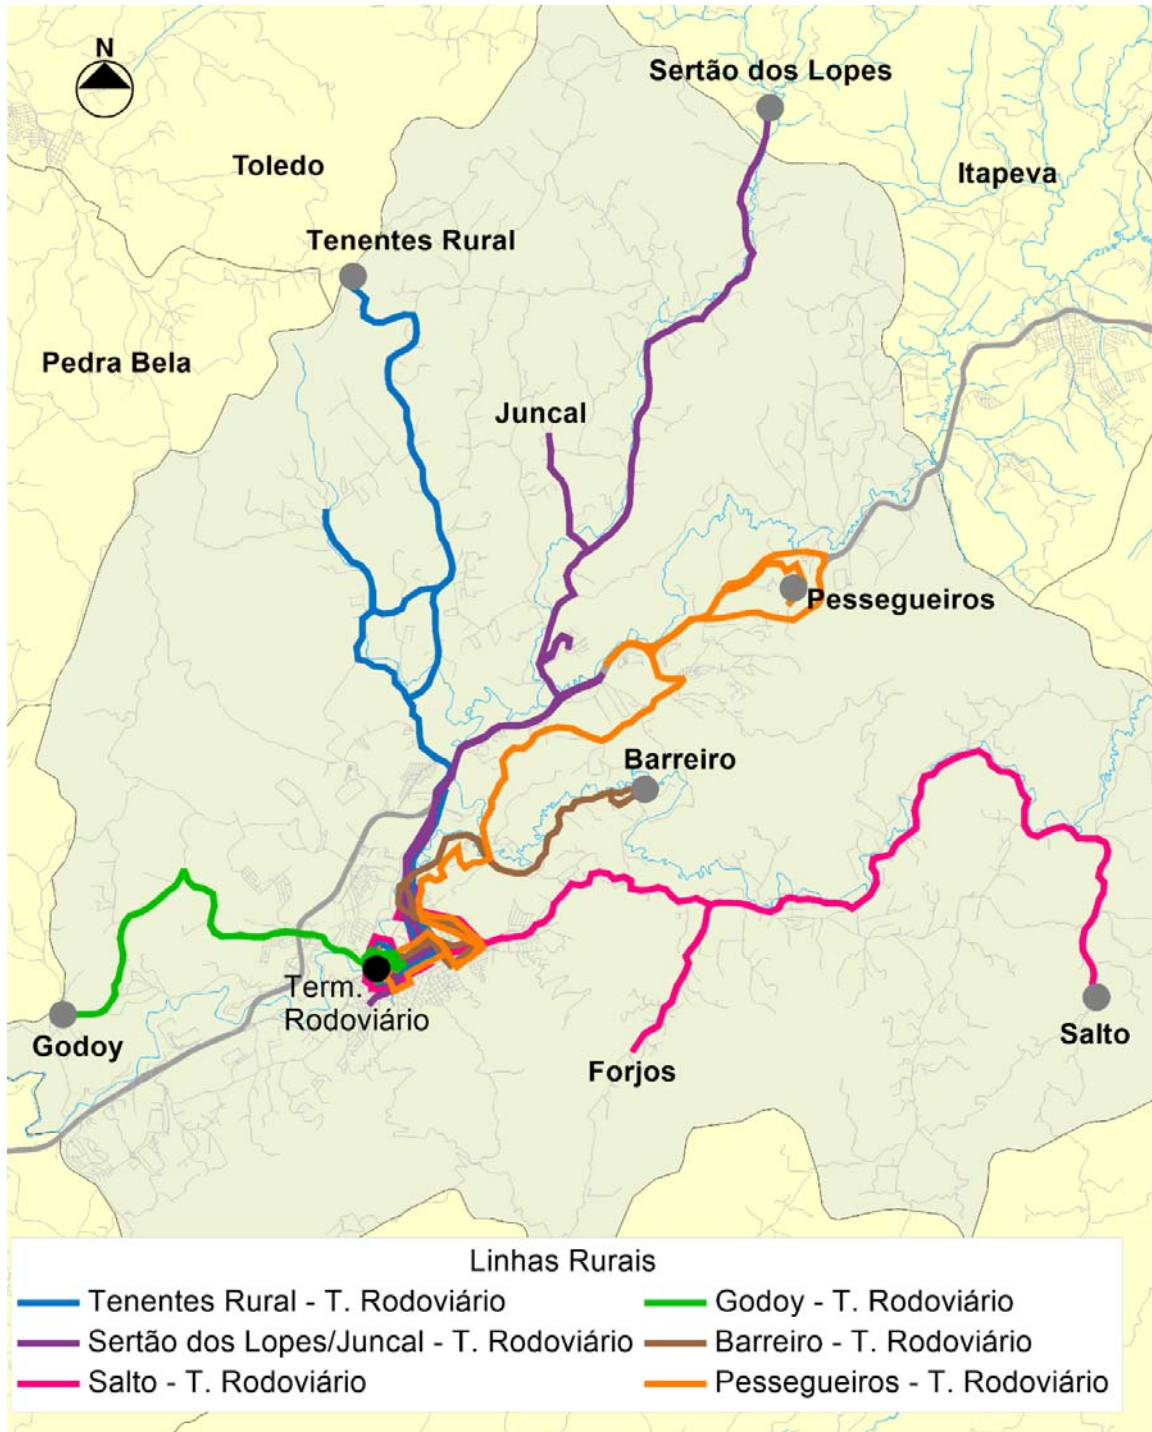 N
Sertão dos Lopes
Toledo
Itapeva
Tenentes Rural
Pedra Bela
Juncal
Pessegueiros
Barreiro
Term.
Rodoviário
Godoy
Salto
Forjos
Linhas Rurais
Tenentes Rural - T. Rodoviário
Godoy - T. Rodoviário
Sertão dos Lopes/Juncal - T. Rodoviário
Barreiro - T. Rodoviário
Salto - T. Rodoviário
Pessegueiros - T. Rodoviário